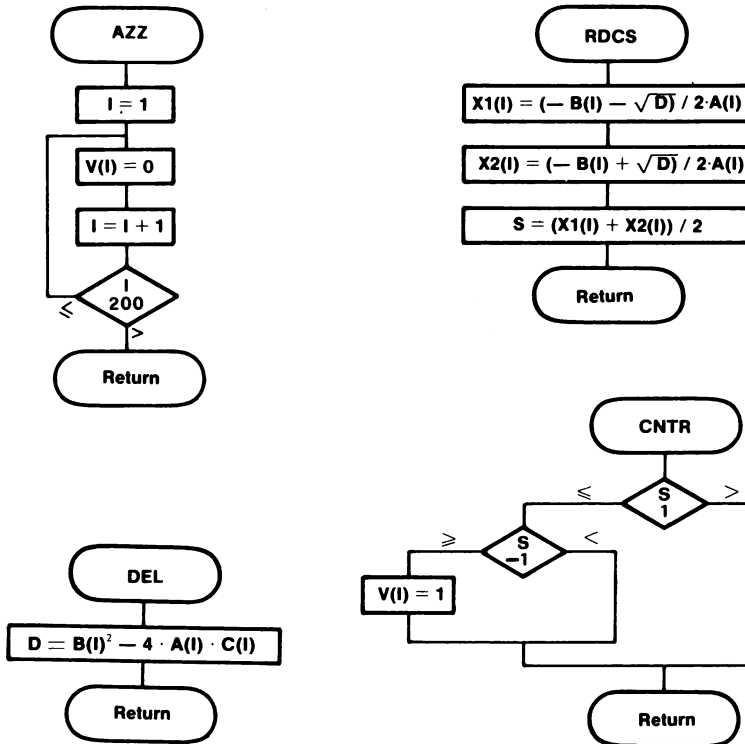 AZZ
I = 1
V(I) = 0
I = I + 1
I
200
≤
>
Return
RDCS
X1(I) = (— B(I) — √D) / 2·A(I)
X2(I) = (— B(I) + √D) / 2·A(I)
S = (X1(I) + X2(I)) / 2
Return
DEL
D = B(I)² — 4 · A(I) · C(I)
Return
CNTR
≤
S
1
>
≥
S
—1
<
V(I) = 1
Return